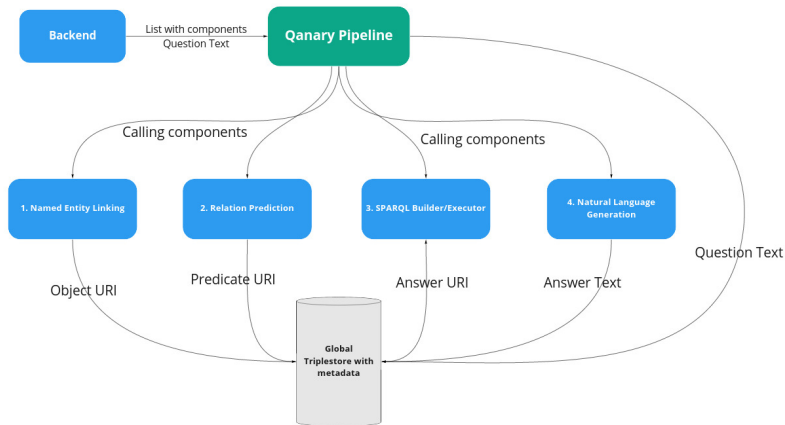 Backend
List with components
Question Text
Qanary Pipeline
Calling components
Calling components
1. Named Entity Linking
2. Relation Prediction
3. SPARQL Builder/Executor
4. Natural Language
Generation
Question Text
Object URI
Predicate URI
Answer URI
Answer Text
Global
Triplestore with
metadata